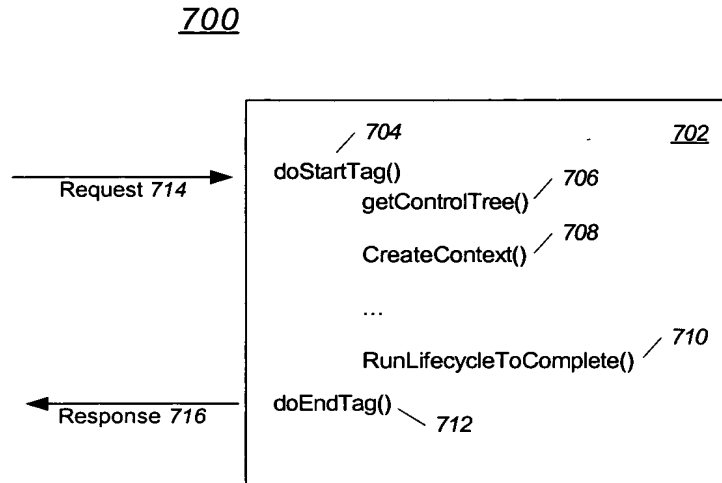 700
704
702
doStartTag()
Request 714
706
getControlTree()
708
CreateContext()
...
710
RunLifecycleToComplete()
doEndTag()
Response 716
712